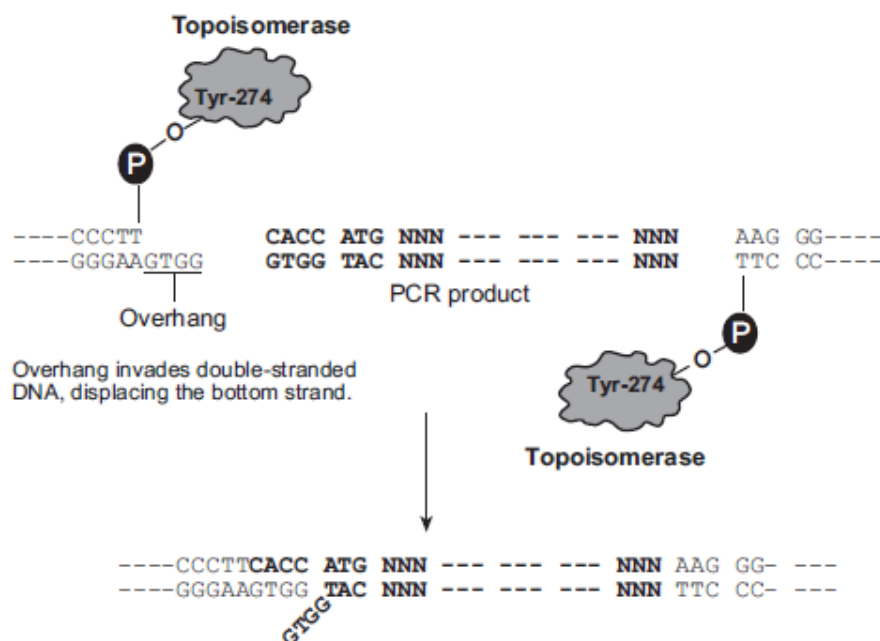 Topoisomerase
Tyr-274
O
P
----CCCTT CACC ATG NNN --- --- --- NNN AAG GG----
----GGGAAGTGG GTGG TAC NNN --- --- --- NNN TTC CC----
PCR product
Overhang
P
O
Tyr-274
Overhang invades double-stranded
DNA, displacing the bottom strand.
Topoisomerase
----CCCTTCACC ATG NNN --- --- --- NNN AAG GG- ---
----GGGAAGTGG TAC NNN --- --- --- NNN TTC CC- ---
GTGG